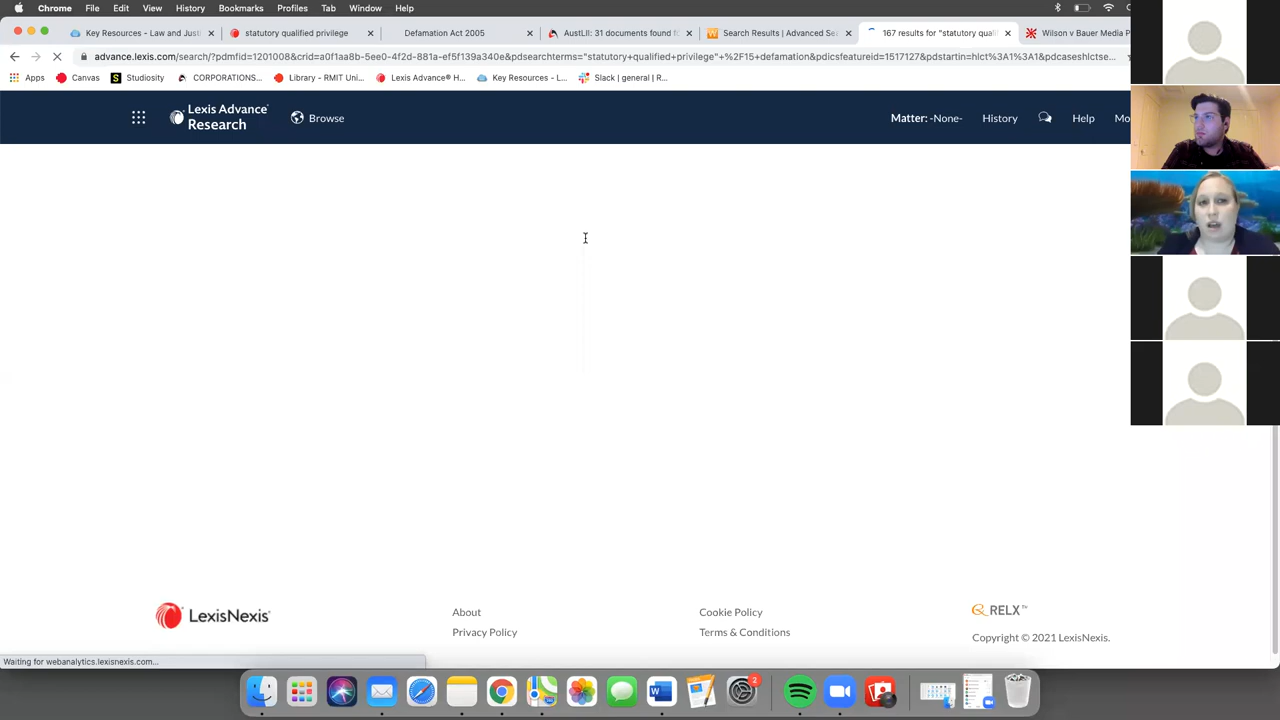 Chrome File Edit View History Bookmarks Profiles Tab Window Help
Key Resources - Law and Just
statutory qualified privilege
Defamation Act 2005
AustLII: 31 documents found f
Search Results | Advanced Sea
167 results for "statutory quali
Wilson v Bauer Media P
advance.lexis.com/search/?pdmfid=1201008&crid=a0f1aa8b-5ee0-4f2d-881a-ef5f139a340e&pdsearchterms="statutory+qualified+privilege"+%2F15+defamation&pdicsfeatureid=1517127&pdstartin=hlct%3A1%3A1&pdcaseshlctse...
Apps Canvas Studiosity CORPORATIONS... Library - RMIT Uni... Lexis Advance® H... Key Resources - L... Slack | general | R...
Lexis Advance®
Research
Browse
Matter: -None- History Help Mo
LexisNexis®
About
Privacy Policy
Cookie Policy
Terms & Conditions
RELX™
Copyright © 2021 LexisNexis.
Waiting for webanalytics.lexisnexis.com...
2